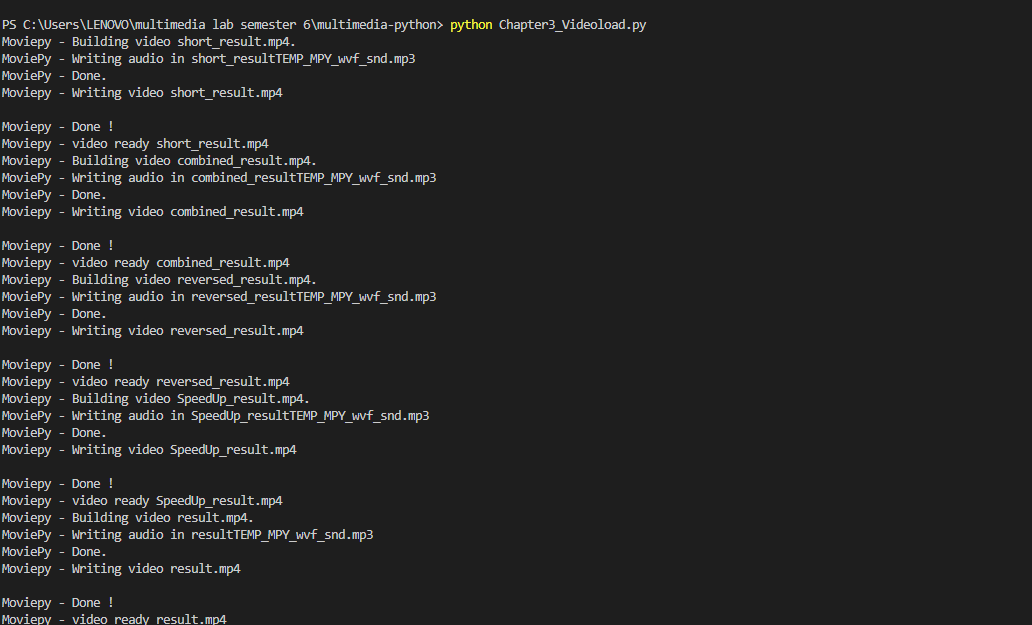 PS C:\Users\LENOVO\multimedia lab semester 6\multimedia-python> python Chapter3_Videoload.py
Moviepy - Building video short_result.mp4.
MoviePy - Writing audio in short_resultTEMP_MPY_wvf_snd.mp3
MoviePy - Done.
Moviepy - Writing video short_result.mp4
Moviepy - Done !
Moviepy - video ready short_result.mp4
Moviepy - Building video combined_result.mp4.
MoviePy - Writing audio in combined_resultTEMP_MPY_wvf_snd.mp3
MoviePy - Done.
Moviepy - Writing video combined_result.mp4
Moviepy - Done !
Moviepy - video ready combined_result.mp4
Moviepy - Building video reversed_result.mp4.
MoviePy - Writing audio in reversed_resultTEMP_MPY_wvf_snd.mp3
MoviePy - Done.
Moviepy - Writing video reversed_result.mp4
Moviepy - Done !
Moviepy - video ready reversed_result.mp4
Moviepy - Building video SpeedUp_result.mp4.
MoviePy - Writing audio in SpeedUp_resultTEMP_MPY_wvf_snd.mp3
MoviePy - Done.
Moviepy - Writing video SpeedUp_result.mp4
Moviepy - Done !
Moviepy - video ready SpeedUp_result.mp4
Moviepy - Building video result.mp4.
MoviePy - Writing audio in resultTEMP_MPY_wvf_snd.mp3
MoviePy - Done.
Moviepy - Writing video result.mp4
Moviepy - Done !
Moviepy - video ready result.mp4